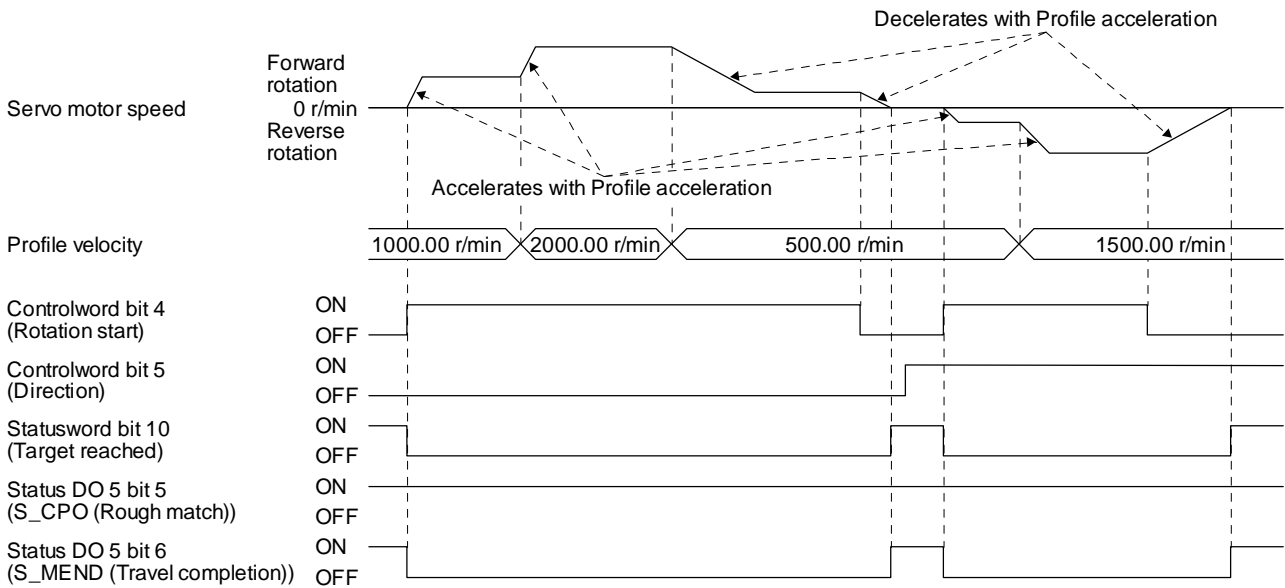 Decelerates with Profile acceleration
Forward
rotation
Servo motor speed
0 r/min
Reverse
rotation
Accelerates with Profile acceleration
Profile velocity
1000.00 r/min
2000.00 r/min
500.00 r/min
1500.00 r/min
Controlword bit 4
(Rotation start)
ON
OFF
Controlword bit 5
(Direction)
ON
OFF
Statusword bit 10
(Target reached)
ON
OFF
Status DO 5 bit 5
(S_CPO (Rough match))
ON
OFF
Status DO 5 bit 6
(S_MEND (Travel completion))
ON
OFF